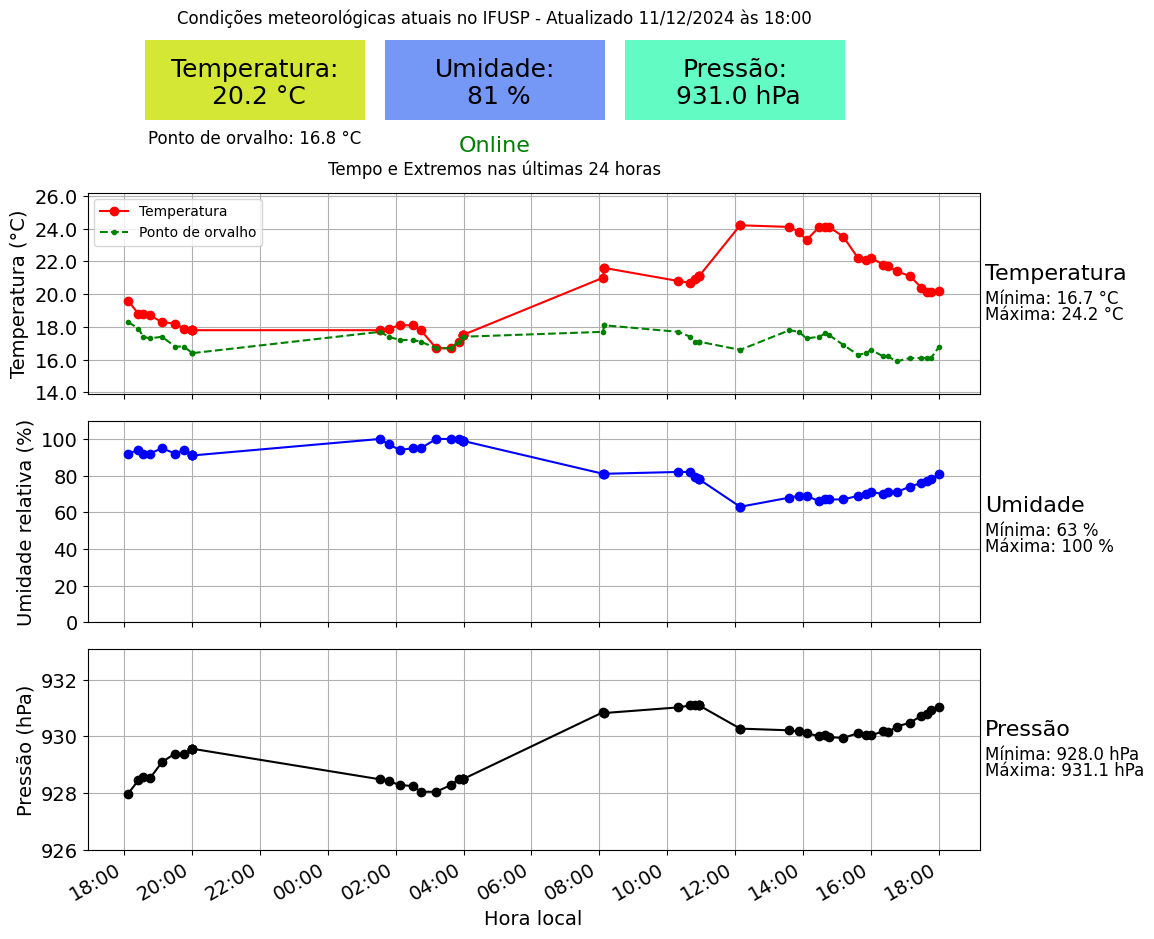 Condições meteorológicas atuais no IFUSP - Atualizado 11/12/2024 às 18:00
Temperatura:
20.2 °C
Umidade:
81 %
Pressão:
931.0 hPa
Ponto de orvalho: 16.8 °C
Online
Tempo e Extremos nas últimas 24 horas
Temperatura (°C)
26.0
24.0
22.0
20.0
18.0
16.0
14.0
Temperatura
Ponto de orvalho
Temperatura
Mínima: 16.7 °C
Máxima: 24.2 °C
Umidade relativa (%)
100
80
60
40
20
0
Umidade
Mínima: 63 %
Máxima: 100 %
Pressão (hPa)
932
930
928
926
Pressão
Mínima: 928.0 hPa
Máxima: 931.1 hPa
18:00
20:00
22:00
00:00
02:00
04:00
06:00
08:00
10:00
12:00
14:00
16:00
18:00
Hora local